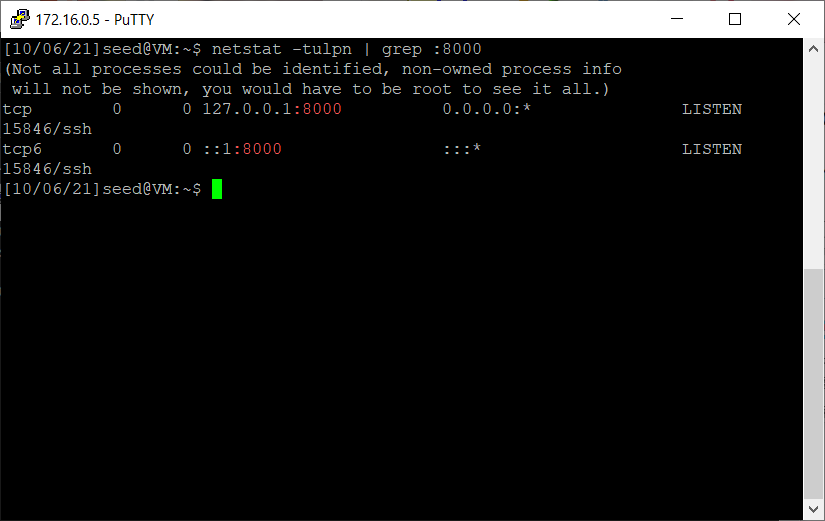 172.16.0.5 - PuTTY
[10/06/21]seed@VM:~$ netstat -tulpn | grep :8000
(Not all processes could be identified, non-owned process info
 will not be shown, you would have to be root to see it all.)
tcp        0      0 127.0.0.1:8000          0.0.0.0:*               LISTEN
15846/ssh
tcp6       0      0 ::1:8000                :::*                    LISTEN
15846/ssh
[10/06/21]seed@VM:~$